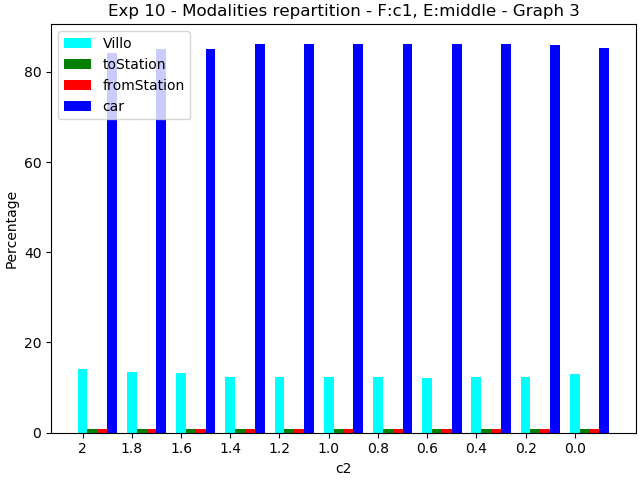 Exp 10 - Modalities repartition - F:c1, E:middle - Graph 3
Villo
toStation
fromStation
car
80
60
40
20
0
Percentage
2 1.8 1.6 1.4 1.2 1.0 0.8 0.6 0.4 0.2 0.0
c2